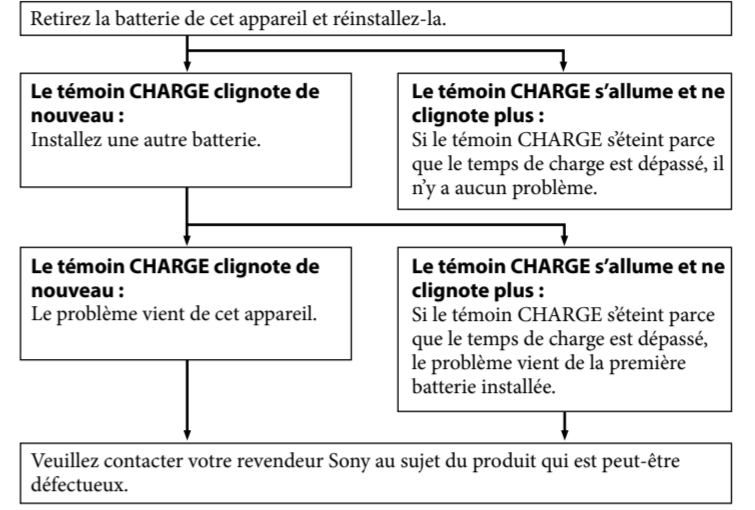 Retirez la batterie de cet appareil et réinstallez-la.
Le témoin CHARGE clignote de
nouveau :
Installez une autre batterie.
Le témoin CHARGE s’allume et ne
clignote plus :
Si le témoin CHARGE s’éteint parce
que le temps de charge est dépassé, il
n’y a aucun problème.
Le témoin CHARGE clignote de
nouveau :
Le problème vient de cet appareil.
Le témoin CHARGE s’allume et ne
clignote plus :
Si le témoin CHARGE s’éteint parce
que le temps de charge est dépassé,
le problème vient de la première
batterie installée.
Veuillez contacter votre revendeur Sony au sujet du produit qui est peut-être
défectueux.